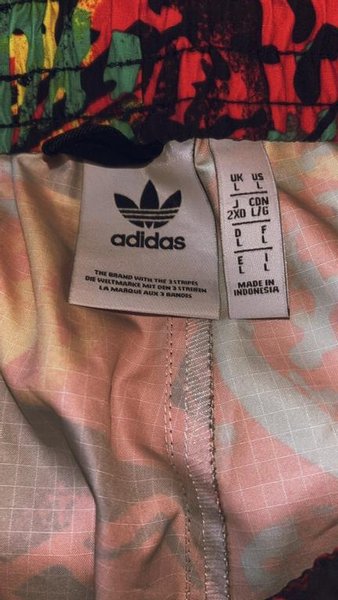 adidas
THE BRAND WITH THE 3 STRIPES
DIE WELTMARKE MIT DEN 3 STREIFEN
LA MARQUE AUX 3 BANDES
UK US
L L
J CDN
2XO L/G
D F
L L
E I
L L
MADE IN
INDONESIA